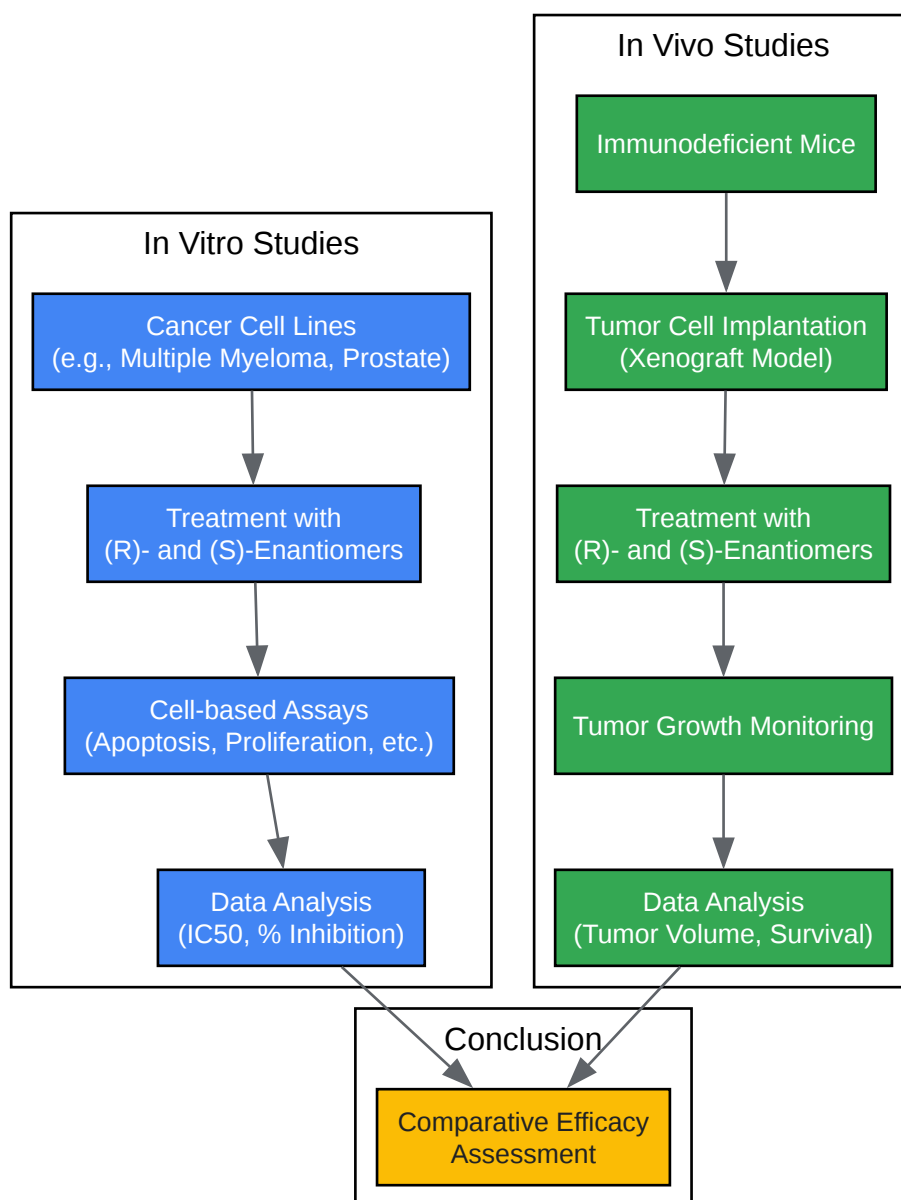 In Vitro Studies
Cancer Cell Lines
(e.g., Multiple Myeloma, Prostate)
Treatment with
(R)- and (S)-Enantiomers
Cell-based Assays
(Apoptosis, Proliferation, etc.)
Data Analysis
(IC50, % Inhibition)
In Vivo Studies
Immunodeficient Mice
Tumor Cell Implantation
(Xenograft Model)
Treatment with
(R)- and (S)-Enantiomers
Tumor Growth Monitoring
Data Analysis
(Tumor Volume, Survival)
Conclusion
Comparative Efficacy
Assessment